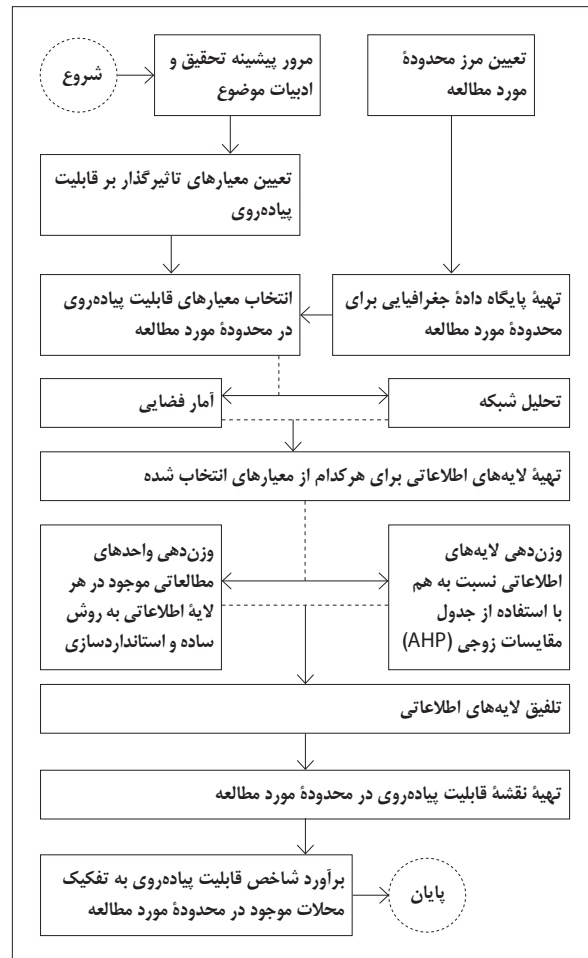 شروع
مرور پیشینه تحقیق و
ادبیات موضوع
تعیین مرز محدودهٔ
مورد مطالعه
تعیین معیارهای تاثیرگذار بر قابلیت
پیاده‌روی
انتخاب معیارهای قابلیت پیاده‌روی
در محدودهٔ مورد مطالعه
تهیهٔ پایگاه دادهٔ جغرافیایی برای
محدودهٔ مورد مطالعه
آمار فضایی
تحلیل شبکه
تهیهٔ لایه‌های اطلاعاتی برای هرکدام از معیارهای انتخاب شده
وزن‌دهی لایه‌های
اطلاعاتی نسبت به هم
با استفاده از جدول
مقایسات زوجی (AHP)
وزن‌دهی واحدهای
مطالعاتی موجود در هر
لایهٔ اطلاعاتی به روش
ساده و استانداردسازی
تلفیق لایه‌های اطلاعاتی
تهیهٔ نقشهٔ قابلیت پیاده‌روی در محدودهٔ مورد مطالعه
برآورد شاخص قابلیت پیاده‌روی به تفکیک
محلات موجود در محدودهٔ مورد مطالعه
پایان